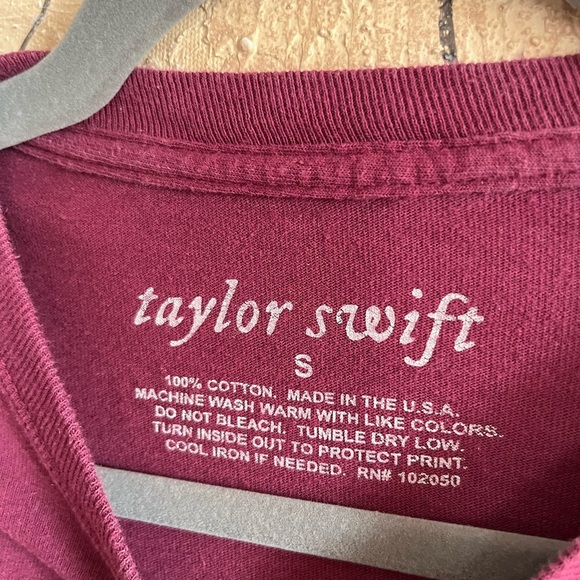 taylor swift
S
100% COTTON. MADE IN THE U.S.A.
MACHINE WASH WARM WITH LIKE COLORS.
DO NOT BLEACH. TUMBLE DRY LOW.
TURN INSIDE OUT TO PROTECT PRINT.
COOL IRON IF NEEDED. RN# 102050